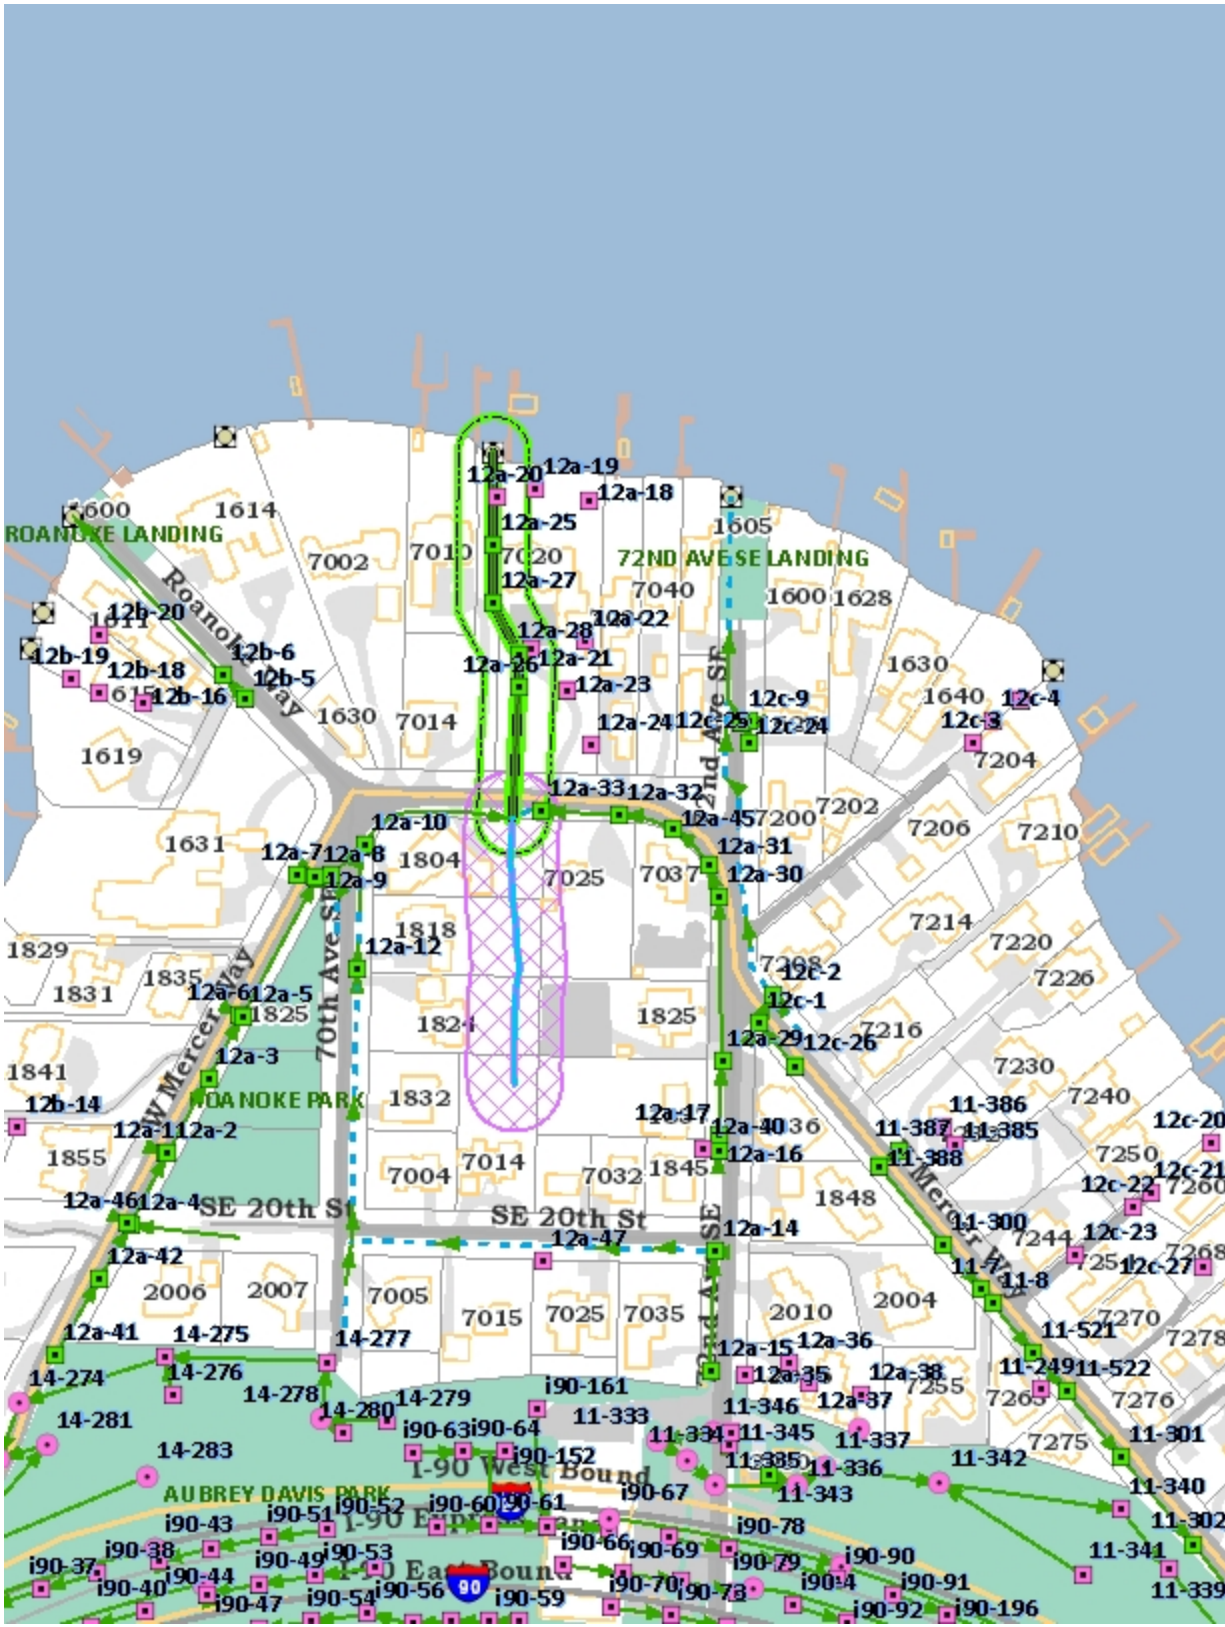 12a-20
12a-19
12a-18
1600
1614
ROANOKE LANDING
12a-25
1605
7002
7010
7020
72ND AVE SE LANDING
12a-27
7040
1600
1628
Roanoke Way
12b-20
12a-22
12a-28
12b-19
12b-18
12b-6
12b-5
12b-16
12a-26
12a-21
12a-23
1630
1640
12c-4
12c-9
12c-3
1630
7014
12a-24
12c-25
12c-24
1619
7204
72nd Ave SE
12a-33
12a-32
12a-45
7200
7202
7206
7210
12a-10
1631
12a-7
12a-8
1804
12a-9
7025
7037
12a-31
12a-30
1829
1818
12a-12
7214
7220
7226
7208
12c-2
12c-1
1835
1831
12a-6
12a-5
1825
1824
1825
12a-29
12c-26
7216
70th Ave SE
W Mercer Way
1841
12a-3
ROANOKE PARK
1832
7230
7240
12b-14
12a-17
12a-40
12a-16
11-386
11-387
11-385
11-388
12c-20
7250
12a-11
12a-2
1855
7004
7014
7032
1845
12c-21
12c-22
7260
12a-46
12a-4
SE 20th St
SE 20th St
1848
12a-14
11-300
7244
12c-23
12c-27
7268
12a-42
12a-47
Mercer Way
11-7
11-8
2006
2007
7005
7015
7025
7035
2010
2004
7270
7278
72nd Ave SE
12a-41
14-275
14-277
12a-15
12a-36
11-521
14-274
14-276
12a-35
12a-38
7255
11-249
11-522
7265
7276
14-278
14-279
14-280
i90-161
12a-37
14-281
i90-63
i90-64
11-333
11-346
11-345
11-334
11-337
7275
11-301
14-283
i90-152
I-90 West Bound
11-335
11-336
11-342
11-343
11-340
AUBREY DAVIS PARK
i90-67
i90-52
i90-60
i90-61
i90-43
i90-51
i90-78
11-302
i90-38
i90-53
i90-66
i90-69
i90-79
i90-90
11-341
i90-37
i90-49
I-90 East Bound
90
i90-44
i90-40
i90-47
i90-54
i90-56
i90-59
i90-70
i90-73
i90-4
i90-91
i90-92
i90-196
11-339